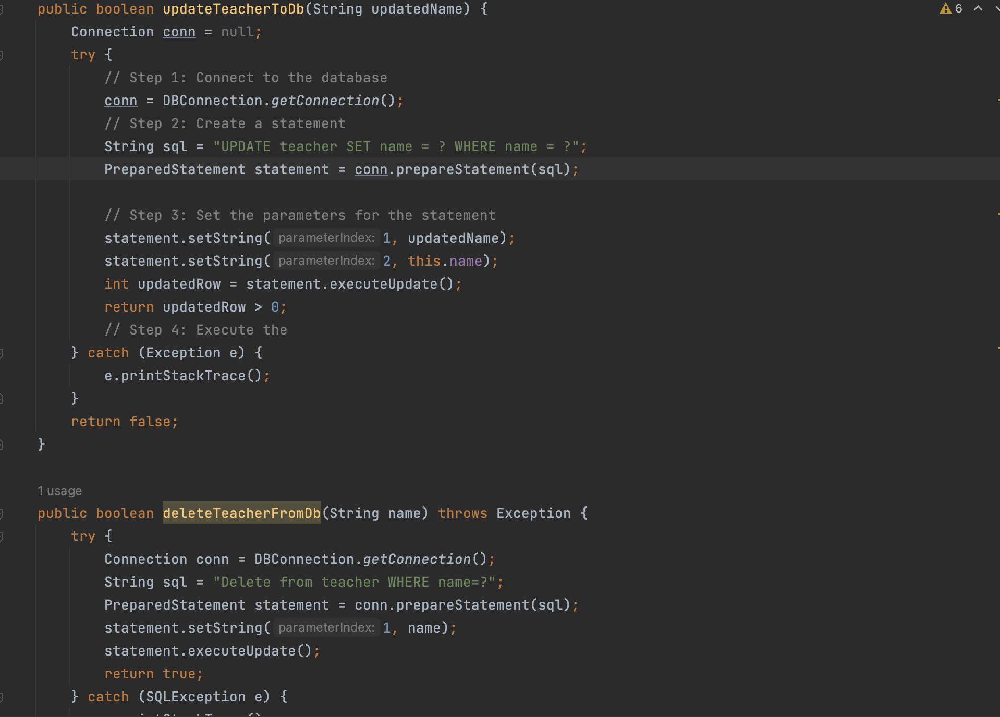 public boolean updateTeacherToDb(String updatedName) {
6
Connection conn = null;
try {
// Step 1: Connect to the database
conn = DBConnection.getConnection();
// Step 2: Create a statement
String sql = "UPDATE teacher SET name = ? WHERE name = ?";
PreparedStatement statement = conn.prepareStatement(sql);
// Step 3: Set the parameters for the statement
statement.setString( parameterIndex: 1, updatedName);
statement.setString( parameterIndex: 2, this.name);
int updatedRow = statement.executeUpdate();
return updatedRow > 0;
// Step 4: Execute the
} catch (Exception e) {
e.printStackTrace();
}
return false;
}
1 usage
public boolean deleteTeacherFromDb(String name) throws Exception {
try {
Connection conn = DBConnection.getConnection();
String sql = "Delete from teacher WHERE name=?";
PreparedStatement statement = conn.prepareStatement(sql);
statement.setString( parameterIndex: 1, name);
statement.executeUpdate();
return true;
} catch (SQLException e) {